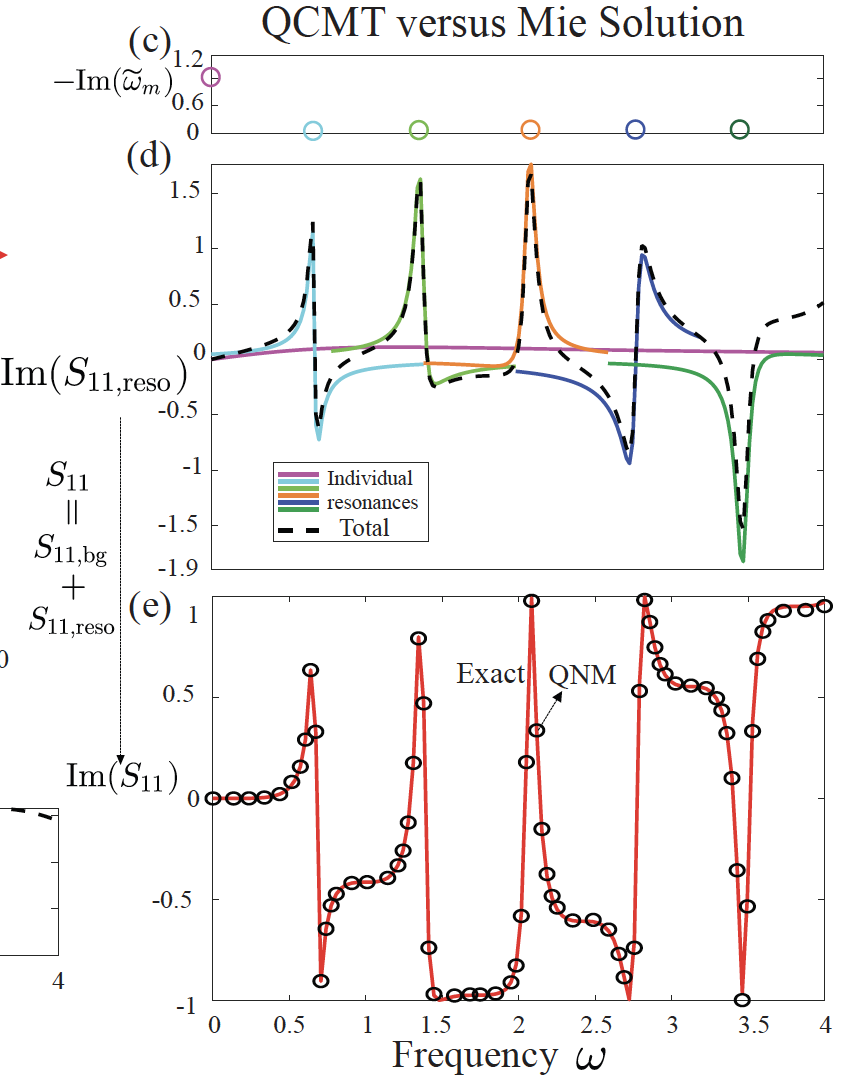 QCMT versus Mie Solution
(c)
1.2
−Im(ω̃ₘ)
0.6
0
(d)
1.5
1
0.5
0
Im(S₁₁,reso)
-0.5
-1
-1.5
-1.9
Individual
resonances
Total
S₁₁
=
S₁₁,bg
+
S₁₁,reso
0
(e)
1
Exact
QNM
0.5
Im(S₁₁)
0
-0.5
-1
4
0 0.5 1 1.5 2 2.5 3 3.5 4
Frequency ω